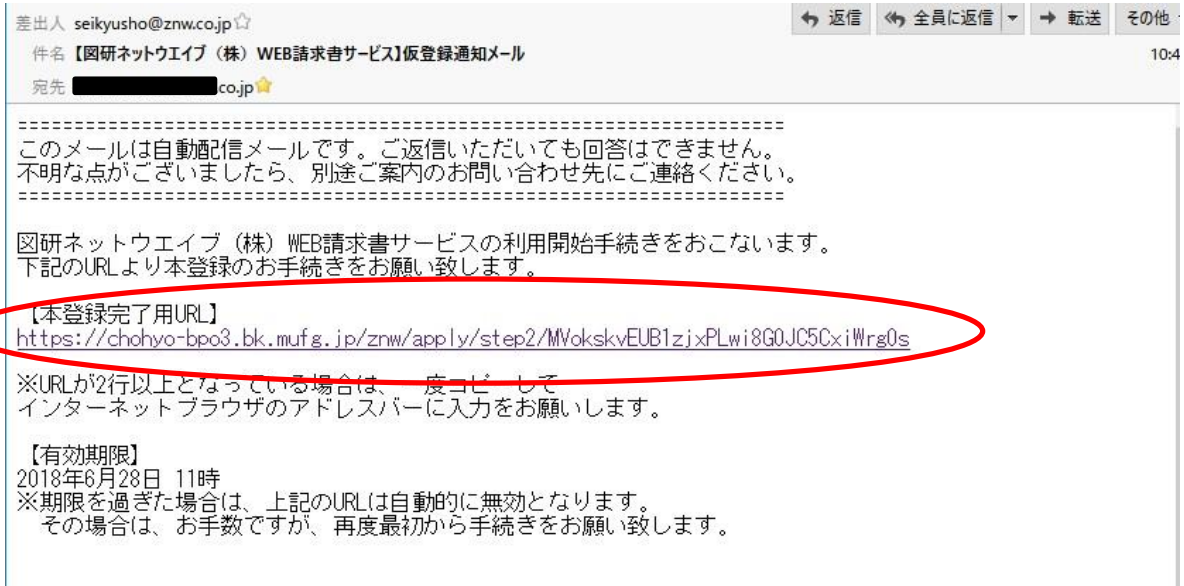 差出人 seikyusho@znw.co.jp
返信 全員に返信 転送 その他
件名 【図研ネットウエイブ（株）WEB請求書サービス】仮登録通知メール
10:4
宛先 co.jp
====================================================================
このメールは自動配信メールです。ご返信いただいても回答はできません。
不明な点がございましたら、別途ご案内のお問い合わせ先にご連絡ください。
====================================================================
図研ネットウエイブ（株）WEB請求書サービスの利用開始手続きをおこないます。
下記のURLより本登録のお手続きをお願い致します。
【本登録完了用URL】
https://chohyo-bpo3.bk.mufg.jp/znw/apply/step2/MVokskvEUB1zjxPLwi8G0JC5CxiWrg0s
※URLが2行以上となっている場合は、 度コピーして
インターネットブラウザのアドレスバーに入力をお願いします。
【有効期限】
2018年6月28日 11時
※期限を過ぎた場合は、上記のURLは自動的に無効となります。
その場合は、お手数ですが、再度最初から手続きをお願い致します。